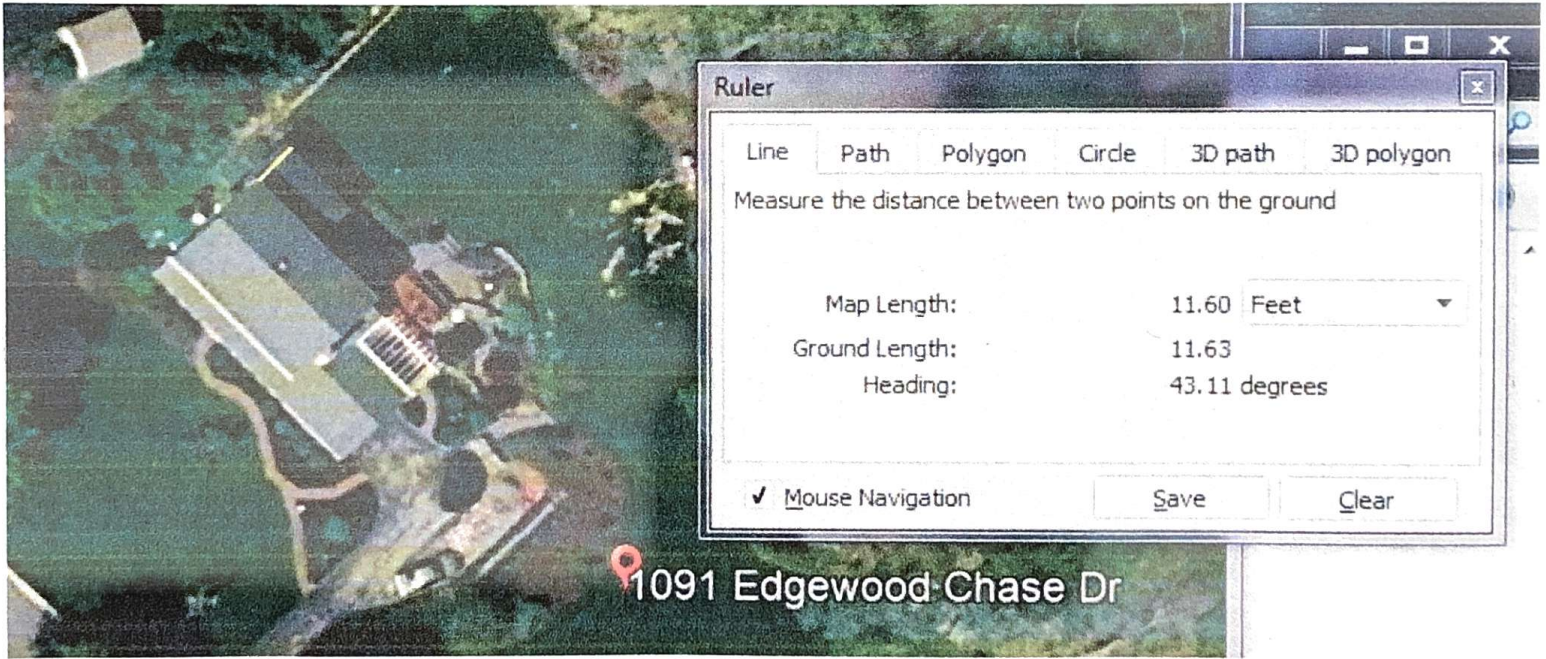 Ruler
Line Path Polygon Circle 3D path 3D polygon
Measure the distance between two points on the ground
Map Length: 11.60 Feet
Ground Length: 11.63
Heading: 43.11 degrees
Mouse Navigation Save Clear
1091 Edgewood Chase Dr